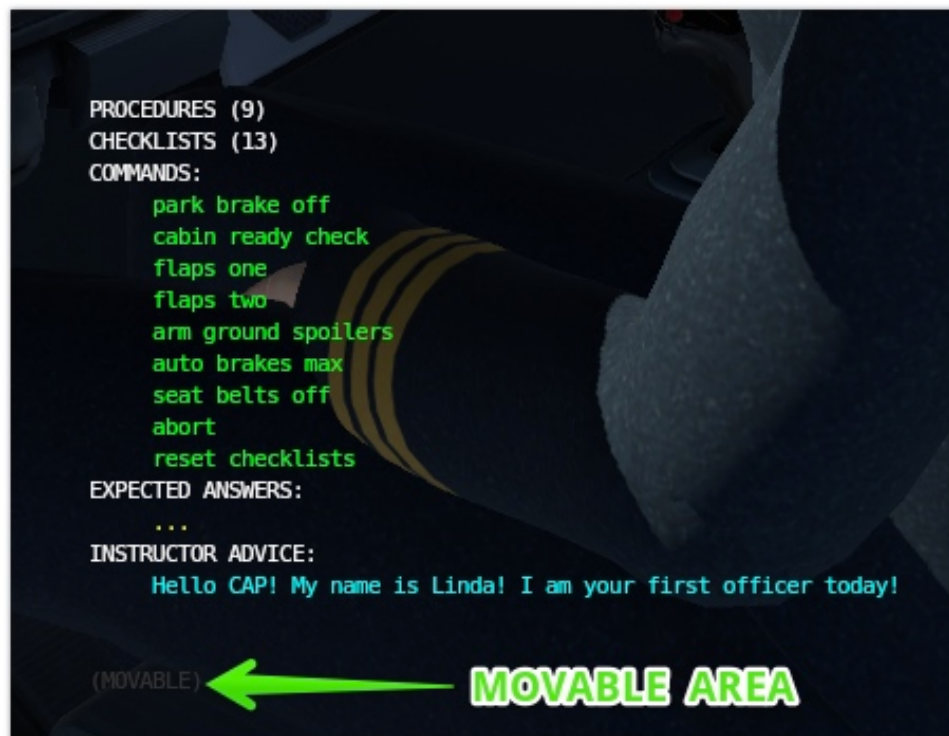 PROCEDURES (9)
CHECKLISTS (13)
COMMANDS:
park brake off
cabin ready check
flaps one
flaps two
arm ground spoilers
auto brakes max
seat belts off
abort
reset checklists
EXPECTED ANSWERS:
...
INSTRUCTOR ADVICE:
Hello CAP! My name is Linda! I am your first officer today!
(MOVABLE) MOVABLE AREA